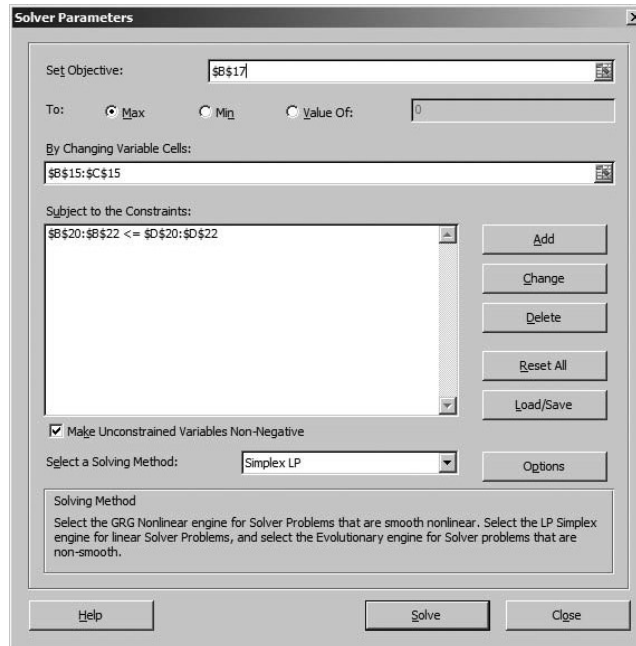 Solver Parameters
Set Objective: $B$17
To: Max Min Value Of: 0
By Changing Variable Cells:
$B$15:$C$15
Subject to the Constraints:
$B$20:$B$22 <= $D$20:$D$22
Add
Change
Delete
Reset All
Load/Save
Make Unconstrained Variables Non-Negative
Select a Solving Method: Simplex LP
Options
Solving Method
Select the GRG Nonlinear engine for Solver Problems that are smooth nonlinear. Select the LP Simplex
engine for linear Solver Problems, and select the Evolutionary engine for Solver problems that are
non-smooth.
Help
Solve
Close